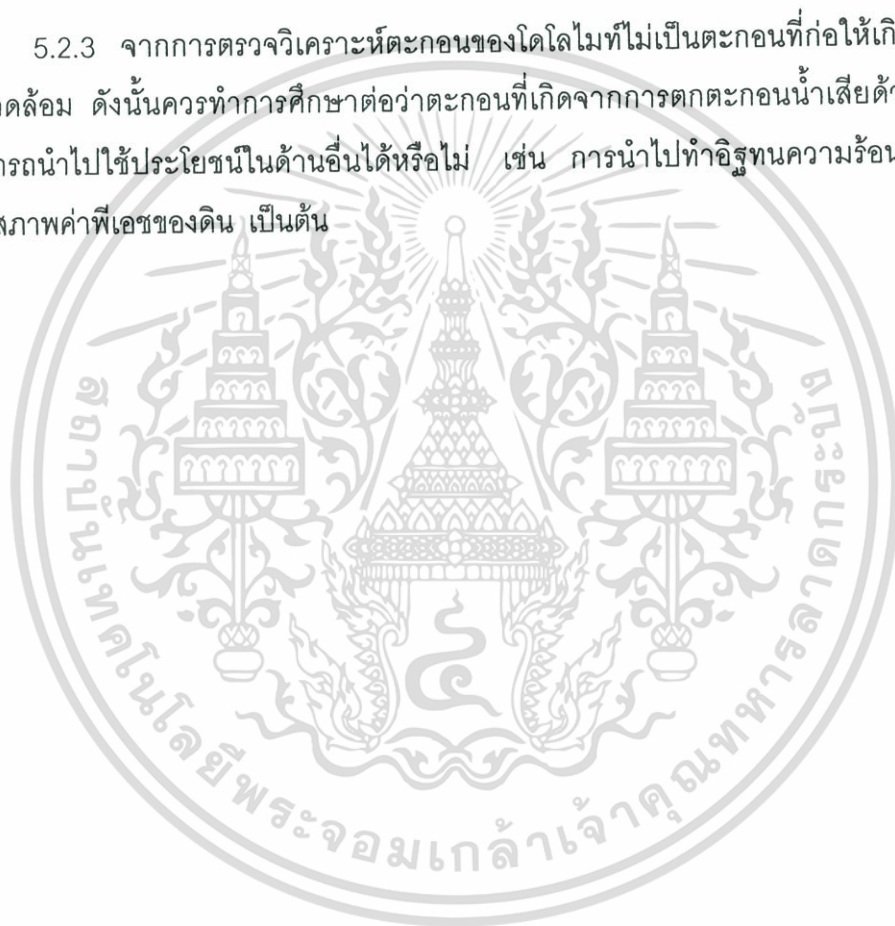 5.2.3 จากการตรวจวิเคราะห์ตะกอนของโดโลไมท์ไม่เป็นตะกอนที่ก่อให้เกิ
วดล้อม ดังนั้นควรทำการศึกษาต่อว่าตะกอนที่เกิดจากการตกตะกอนน้ำเสียด้า
ารถนำไปใช้ประโยชน์ในด้านอื่นได้หรือไม่ เช่น การนำไปทำอิฐทนความร้อน
สภาพค่าพีเอชของดิน เป็นต้น
สถาบันเทคโนโลยีพระจอมเกล้าเจ้าคุณทหารลาดกระบัง